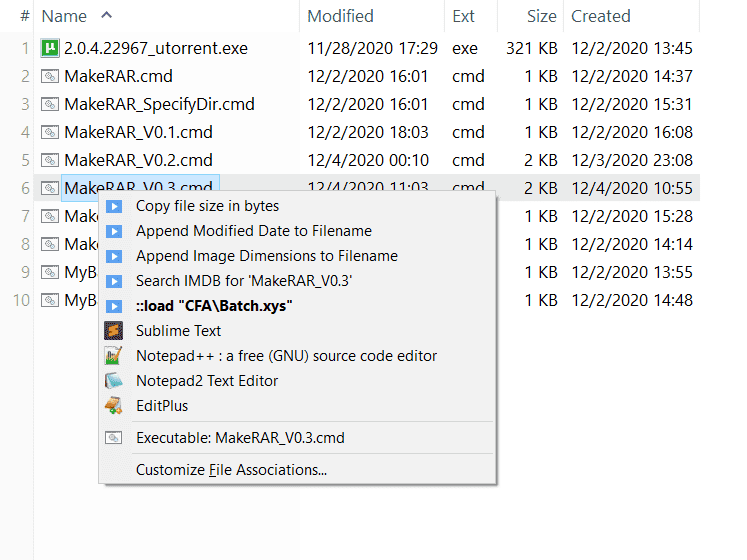 # Name Modified Ext Size Created
1 2.0.4.22967_utorrent.exe 11/28/2020 17:29 exe 321 KB 12/2/2020 13:45
2 MakeRAR.cmd 12/2/2020 16:01 cmd 1 KB 12/2/2020 14:37
3 MakeRAR_SpecifyDir.cmd 12/2/2020 16:01 cmd 1 KB 12/2/2020 15:31
4 MakeRAR_V0.1.cmd 12/2/2020 18:03 cmd 1 KB 12/2/2020 16:08
5 MakeRAR_V0.2.cmd 12/4/2020 00:10 cmd 2 KB 12/3/2020 23:08
6 MakeRAR_V0.3.cmd 12/4/2020 11:03 cmd 2 KB 12/4/2020 10:55
7 Mak 1 KB 12/2/2020 15:28
8 Mak 1 KB 12/2/2020 14:14
9 MyB 1 KB 12/2/2020 13:55
10 MyB 1 KB 12/2/2020 14:48
Copy file size in bytes
Append Modified Date to Filename
Append Image Dimensions to Filename
Search IMDB for 'MakeRAR_V0.3'
::load "CFA\Batch.xys"
Sublime Text
Notepad++ : a free (GNU) source code editor
Notepad2 Text Editor
EditPlus
Executable: MakeRAR_V0.3.cmd
Customize File Associations...